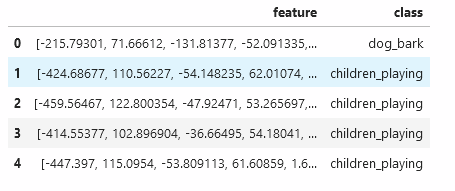 feature class
0 [-215.79301, 71.66612, -131.81377, -52.091335,... dog_bark
1 [-424.68677, 110.56227, -54.148235, 62.01074, ... children_playing
2 [-459.56467, 122.800354, -47.92471, 53.265697,... children_playing
3 [-414.55377, 102.896904, -36.66495, 54.18041, ... children_playing
4 [-447.397, 115.0954, -53.809113, 61.60859, 1.6... children_playing